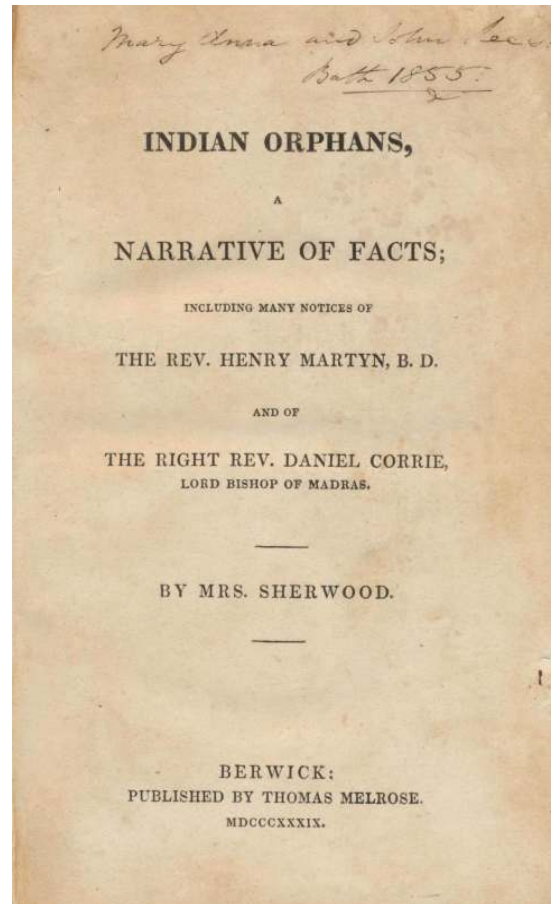 Mary Anna and John
Bath 1855.
INDIAN ORPHANS,
A
NARRATIVE OF FACTS;
INCLUDING MANY NOTICES OF
THE REV. HENRY MARTYN, B. D.
AND OF
THE RIGHT REV. DANIEL CORRIE,
LORD BISHOP OF MADRAS.
BY MRS. SHERWOOD.
BERWICK:
PUBLISHED BY THOMAS MELROSE.
MDCCCXXXIX.